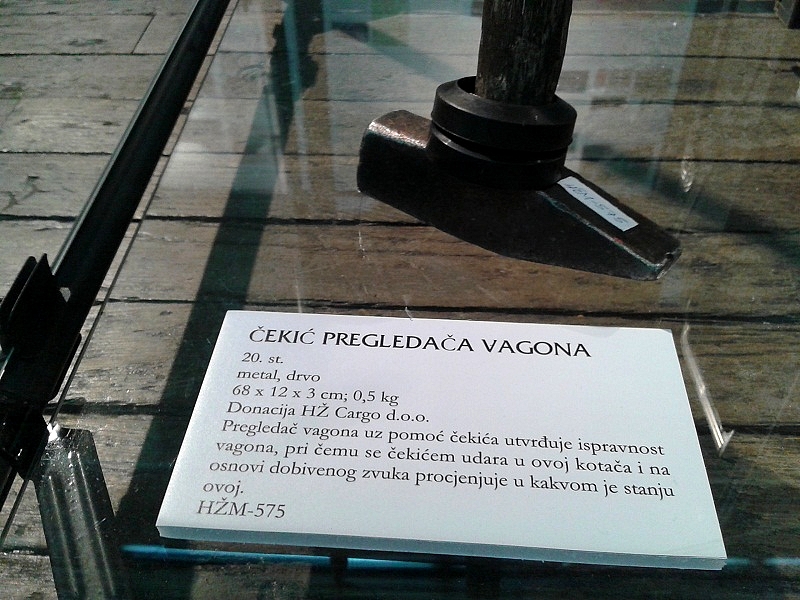 HŽM-575
ČEKIĆ PREGLEDAČA VAGONA
20. st.
metal, drvo
68 x 12 x 3 cm; 0,5 kg
Donacija HŽ Cargo d.o.o.
Pregledač vagona uz pomoć čekića utvrđuje ispravnost
vagona, pri čemu se čekićem udara u ovoj kotača i na
osnovi dobivenog zvuka procjenjuje u kakvom je stanju
ovoj.
HŽM-575